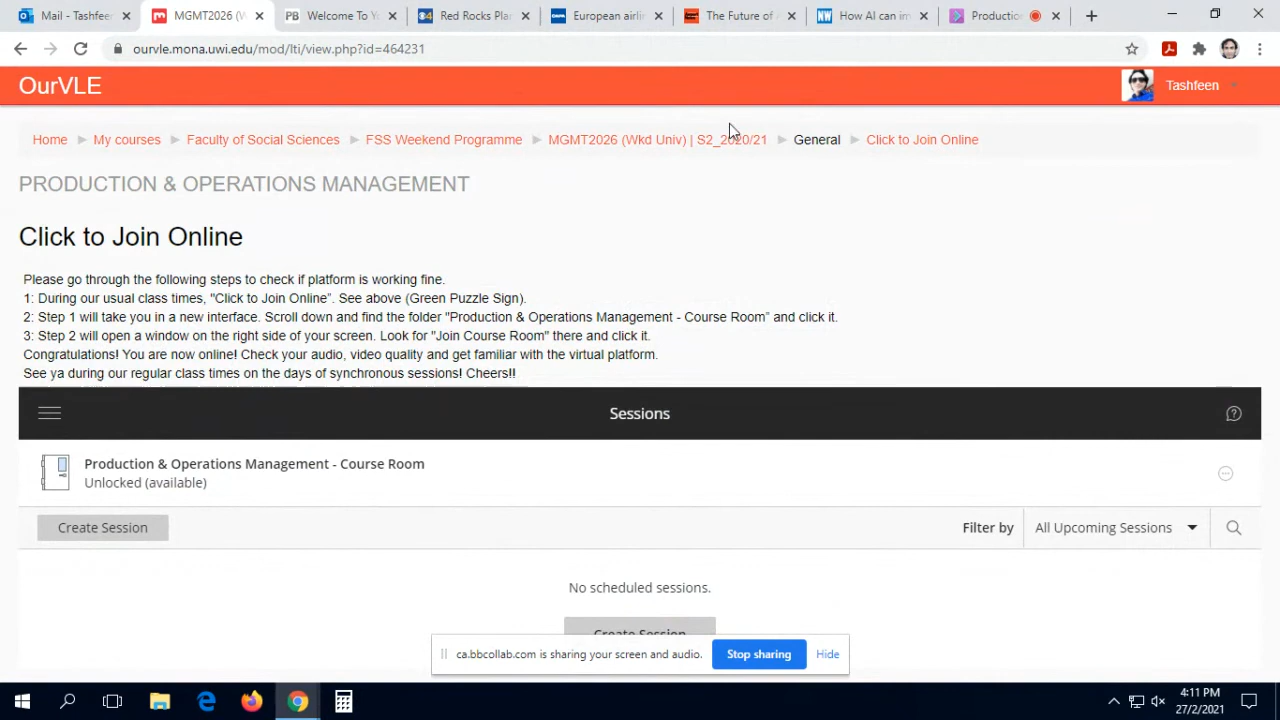 Mail - Tashfee
MGMT2026 (W
PB
Welcome To Y
Red Rocks Pla
European airli
The Future of
NW
How AI can im
Productio
ourvle.mona.uwi.edu/mod/lti/view.php?id=464231
OurVLE
Tashfeen
Home
My courses
Faculty of Social Sciences
FSS Weekend Programme
MGMT2026 (Wkd Univ) | S2_2020/21
General
Click to Join Online
PRODUCTION & OPERATIONS MANAGEMENT
Click to Join Online
Please go through the following steps to check if platform is working fine.
1: During our usual class times, "Click to Join Online". See above (Green Puzzle Sign).
2: Step 1 will take you in a new interface. Scroll down and find the folder "Production & Operations Management - Course Room" and click it.
3: Step 2 will open a window on the right side of your screen. Look for "Join Course Room" there and click it.
Congratulations! You are now online! Check your audio, video quality and get familiar with the virtual platform.
See ya during our regular class times on the days of synchronous sessions! Cheers!!
Sessions
Production & Operations Management - Course Room
Unlocked (available)
Create Session
Filter by
All Upcoming Sessions
No scheduled sessions.
Create Session
ca.bbcollab.com is sharing your screen and audio.
Stop sharing
Hide
4:11 PM
27/2/2021